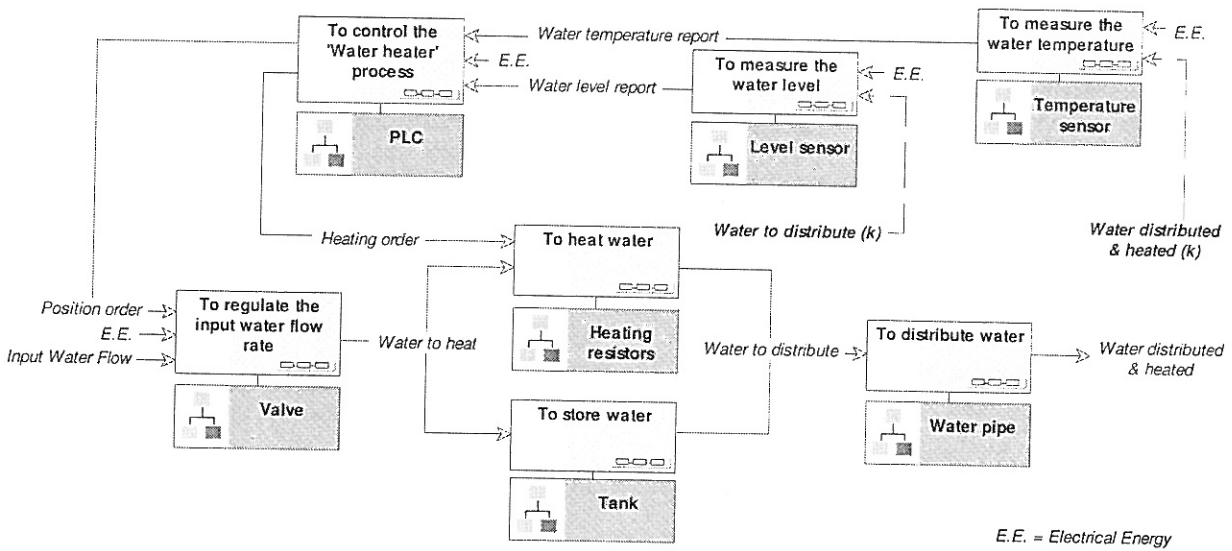 To control the
'Water heater'
process
PLC
Water temperature report
E.E.
Water level report
To measure the
water level
Level sensor
E.E.
To measure the
water temperature
Temperature
sensor
E.E.
Heating order
To heat water
Heating
resistors
Water to distribute (k)
Water distributed
& heated (k)
Position order
E.E.
Input Water Flow
To regulate the
input water flow
rate
Valve
Water to heat
To store water
Tank
Water to distribute
To distribute water
Water pipe
Water distributed
& heated
E.E. = Electrical Energy